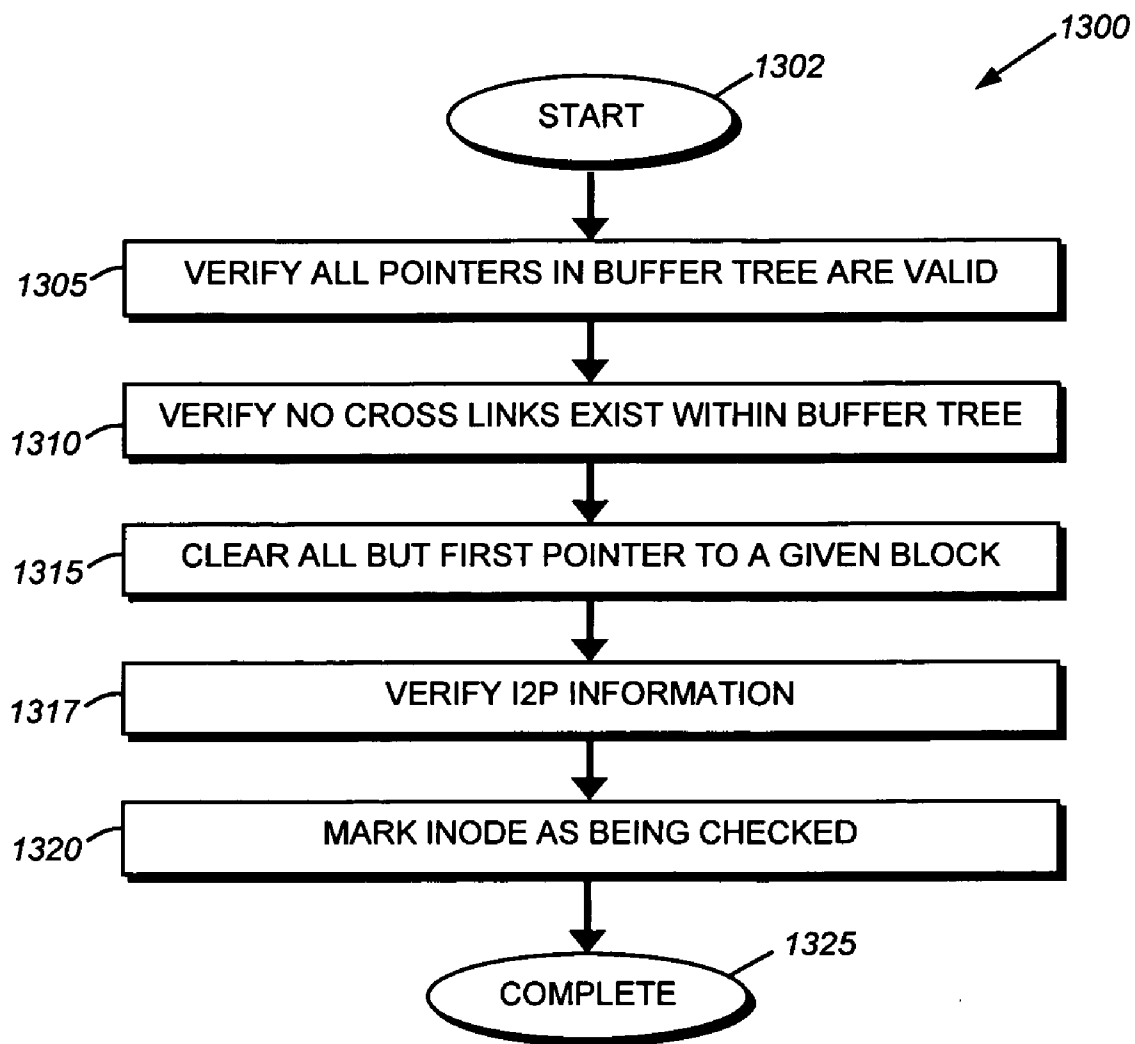 1300
1302
START
VERIFY ALL POINTERS IN BUFFER TREE ARE VALID
1305
VERIFY NO CROSS LINKS EXIST WITHIN BUFFER TREE
1310
CLEAR ALL BUT FIRST POINTER TO A GIVEN BLOCK
1315
VERIFY I2P INFORMATION
1317
MARK INODE AS BEING CHECKED
1320
1325
COMPLETE